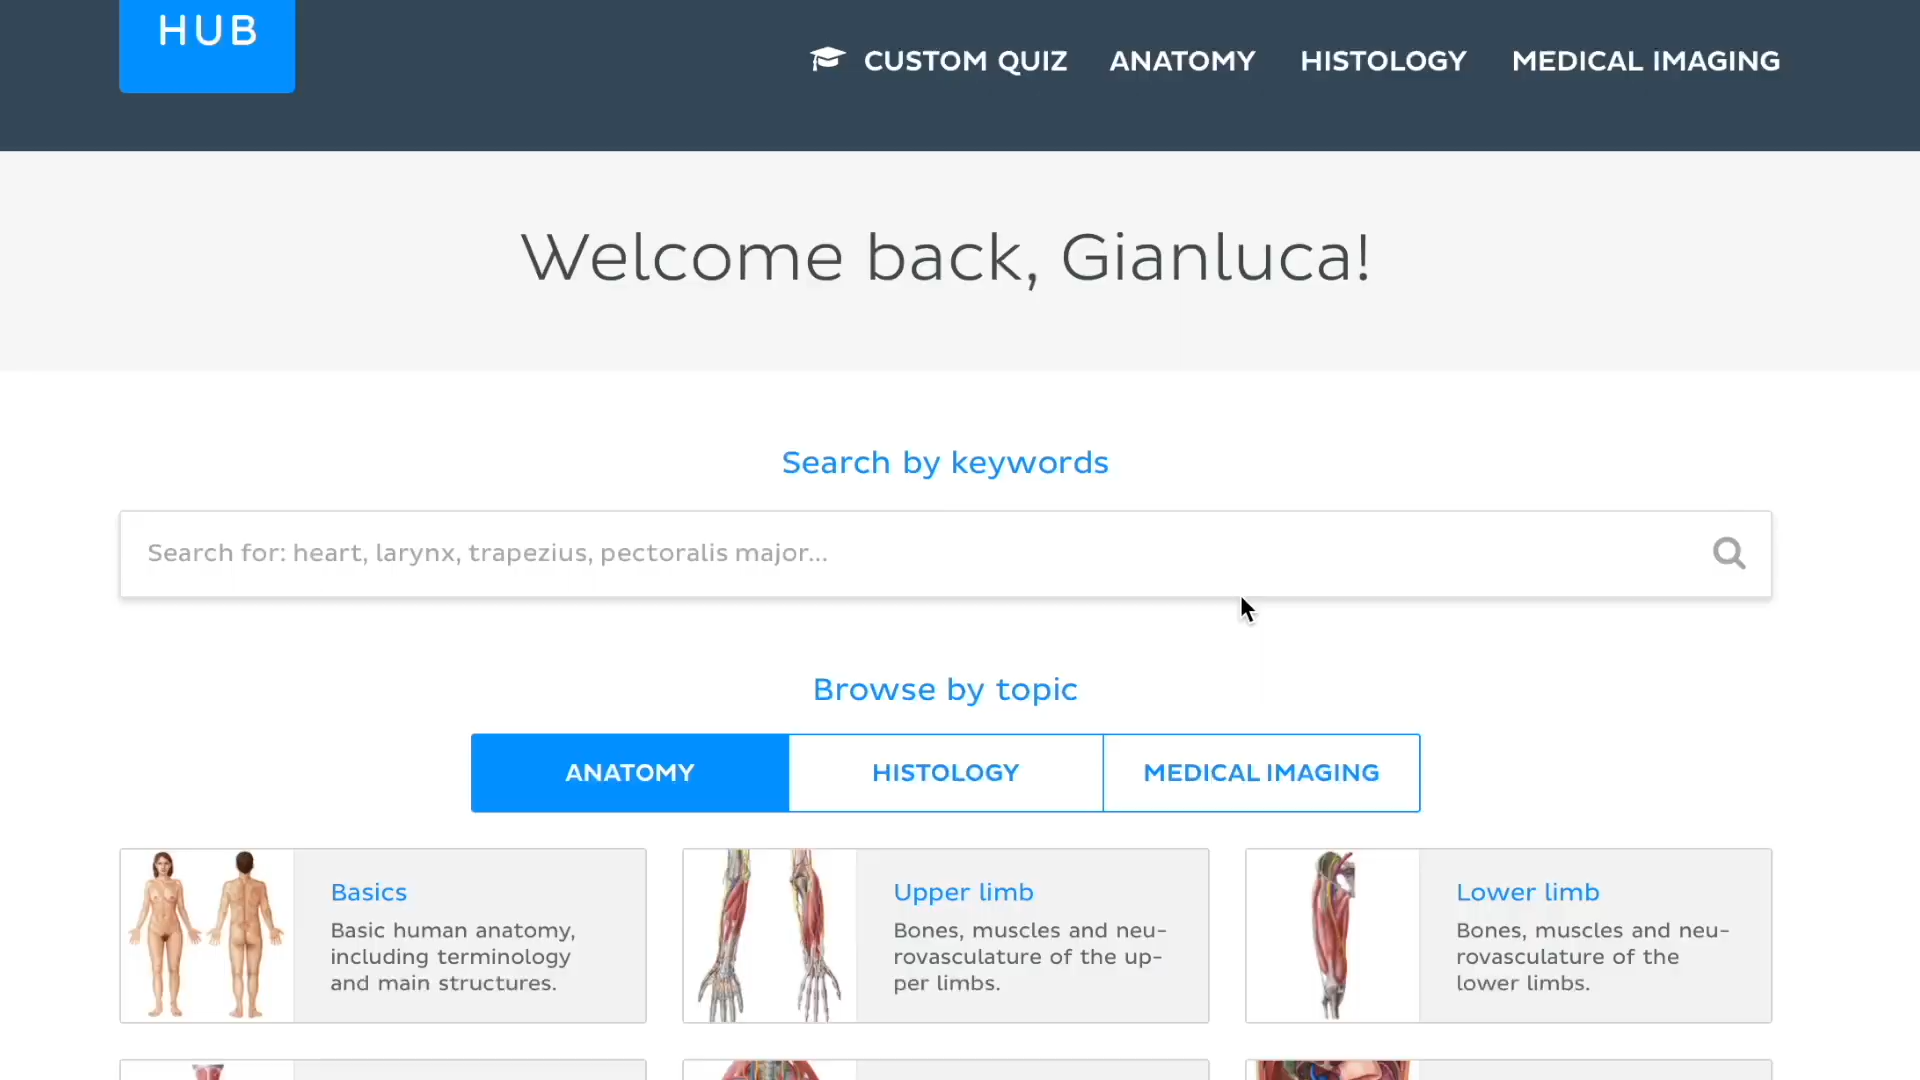 HUB
CUSTOM QUIZ ANATOMY HISTOLOGY MEDICAL IMAGING
Welcome back, Gianluca!
Search by keywords
Search for: heart, larynx, trapezius, pectoralis major...
Browse by topic
ANATOMY HISTOLOGY MEDICAL IMAGING
Basics
Basic human anatomy,
including terminology
and main structures.
Upper limb
Bones, muscles and neu-
rovasculature of the up-
per limbs.
Lower limb
Bones, muscles and neu-
rovasculature of the
lower limbs.